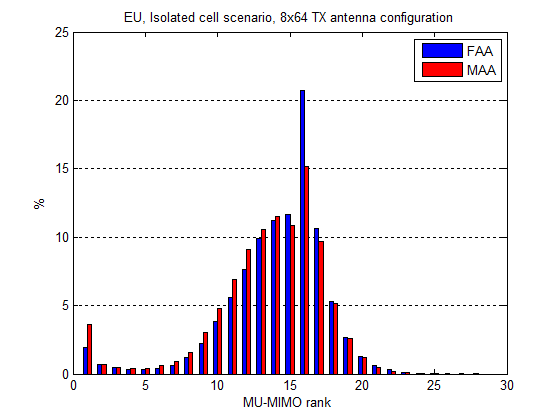 EU, Isolated cell scenario, 8x64 TX antenna configuration
FAA
MAA
25
20
15
10
5
0
%
0 5 10 15 20 25 30
MU-MIMO rank